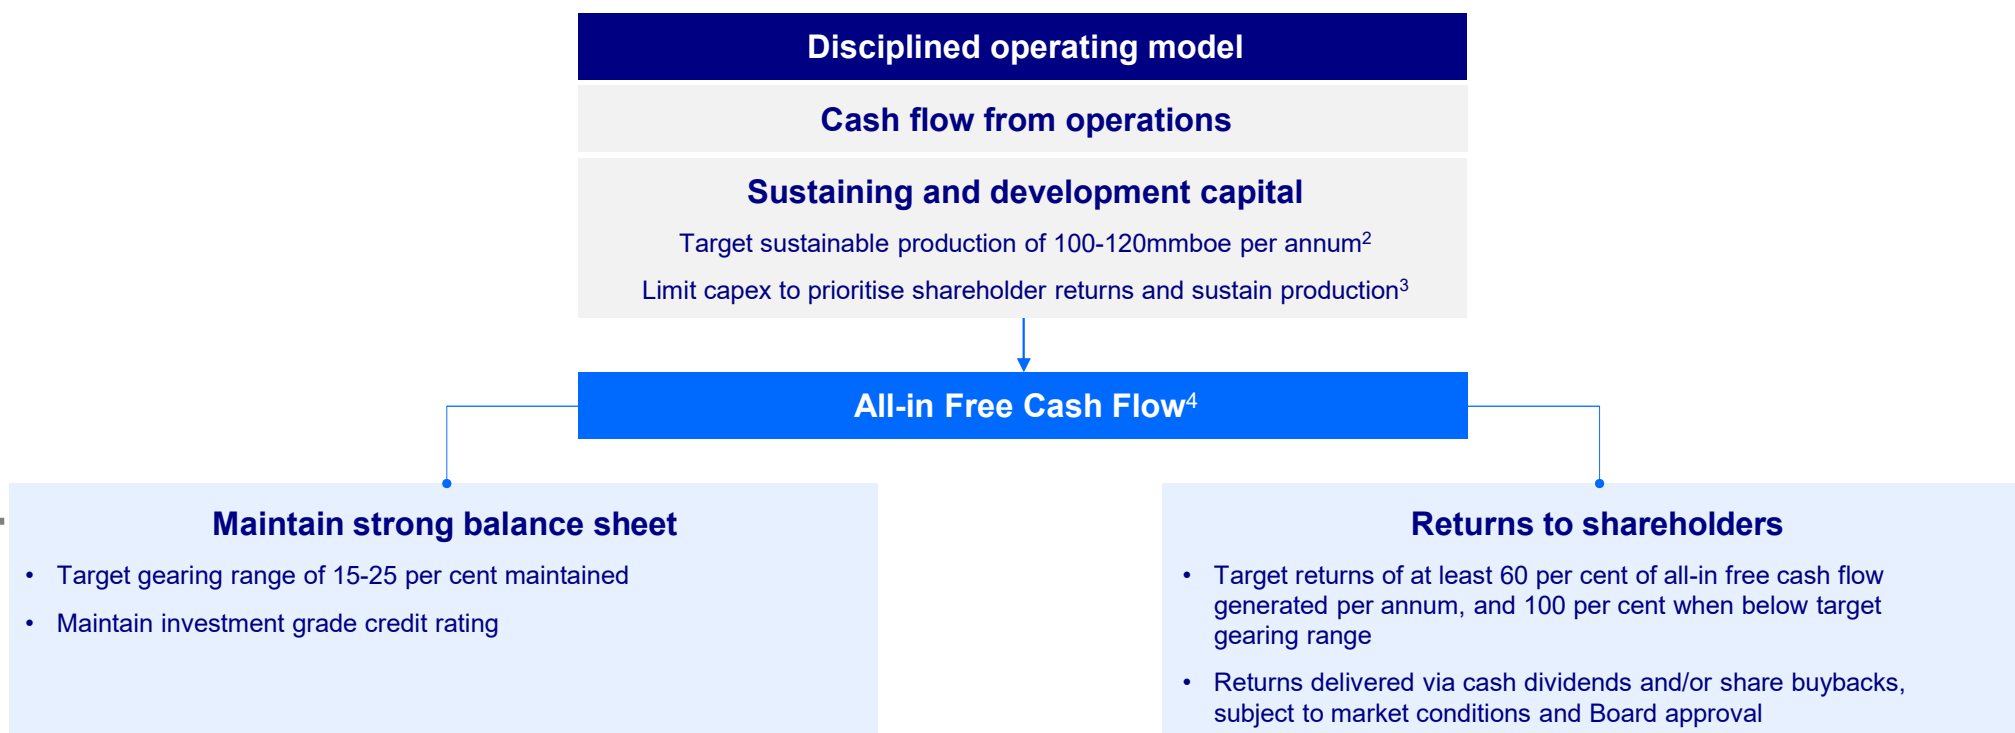 Disciplined operating model
Cash flow from operations
Sustaining and development capital
Target sustainable production of 100-120mmboe per annum²
Limit capex to prioritise shareholder returns and sustain production³
All-in Free Cash Flow⁴
Maintain strong balance sheet
• Target gearing range of 15-25 per cent maintained
• Maintain investment grade credit rating
Returns to shareholders
• Target returns of at least 60 per cent of all-in free cash flow
generated per annum, and 100 per cent when below target
gearing range
• Returns delivered via cash dividends and/or share buybacks,
subject to market conditions and Board approval